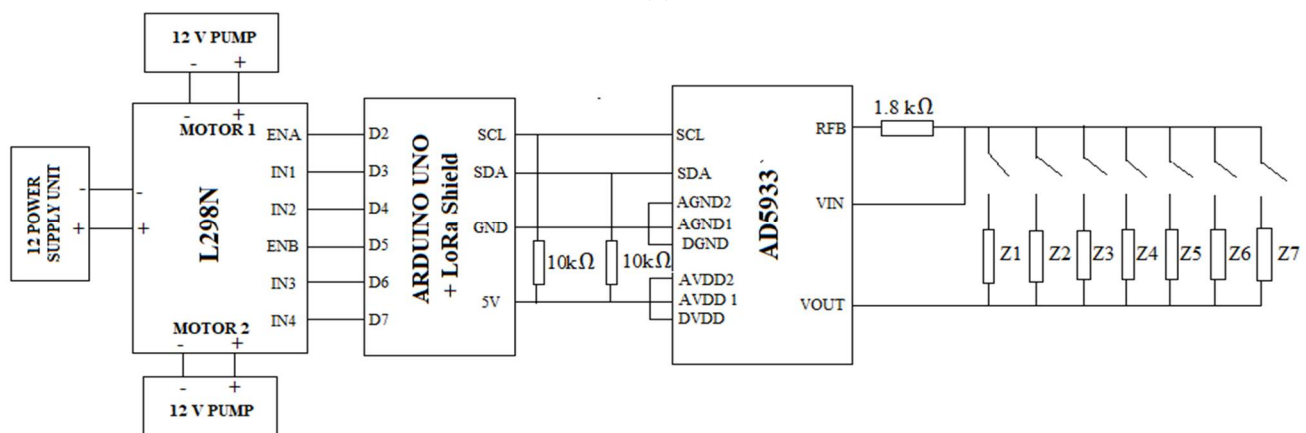 12 V PUMP
- +
- +
MOTOR 1
12 POWER
SUPPLY UNIT
- -
+ +
L298N
ENA
IN1
IN2
ENB
IN3
IN4
MOTOR 2
- +
- +
12 V PUMP
D2
D3
D4
D5
D6
D7
ARDUINO UNO
+ LoRa Shield
SCL
SDA
GND
5V
10kΩ
10kΩ
SCL
SDA
AGND2
AGND1
DGND
AVDD2
AVDD 1
DVDD
AD5933
RFB
VIN
VOUT
1.8 kΩ
Z1
Z2
Z3
Z4
Z5
Z6
Z7